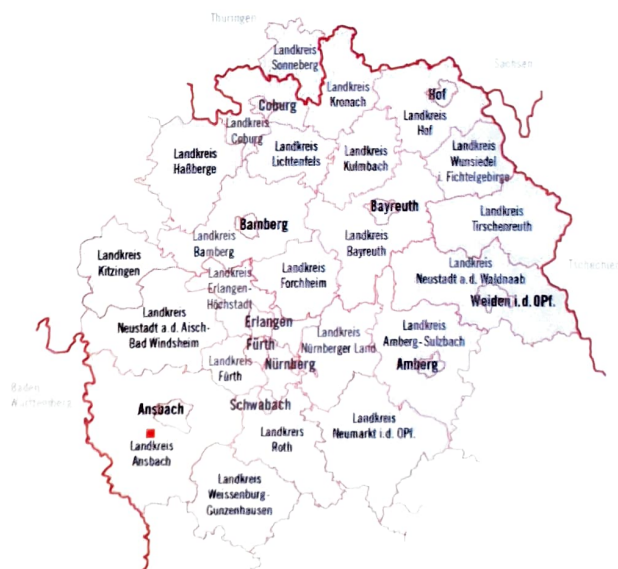 Thüringen
Landkreis
Sonneberg
Sachsen
Landkreis
Kronach
Hof
Coburg
Landkreis
Hof
Landkreis
Coburg
Landkreis
Haßberge
Landkreis
Lichtenfels
Landkreis
Kulmbach
Landkreis
Wunsiedel
i. Fichtelgebirge
Bayreuth
Landkreis
Tirschenreuth
Bamberg
Landkreis
Bamberg
Landkreis
Bayreuth
Landkreis
Kitzingen
Landkreis
Erlangen-
Höchstadt
Landkreis
Forchheim
Landkreis
Neustadt a. d. Waldnaab
Tschechien
Weiden i. d. OPf.
Landkreis
Neustadt a. d. Aisch-
Bad Windsheim
Erlangen
Fürth
Landkreis
Nürnberger Land
Landkreis
Amberg-Sulzbach
Landkreis
Fürth
Nürnberg
Amberg
Baden
Württemberg
Ansbach
Schwabach
Landkreis
Ansbach
Landkreis
Roth
Landkreis
Neumarkt i. d. OPf.
Landkreis
Weissenburg-
Gunzenhausen